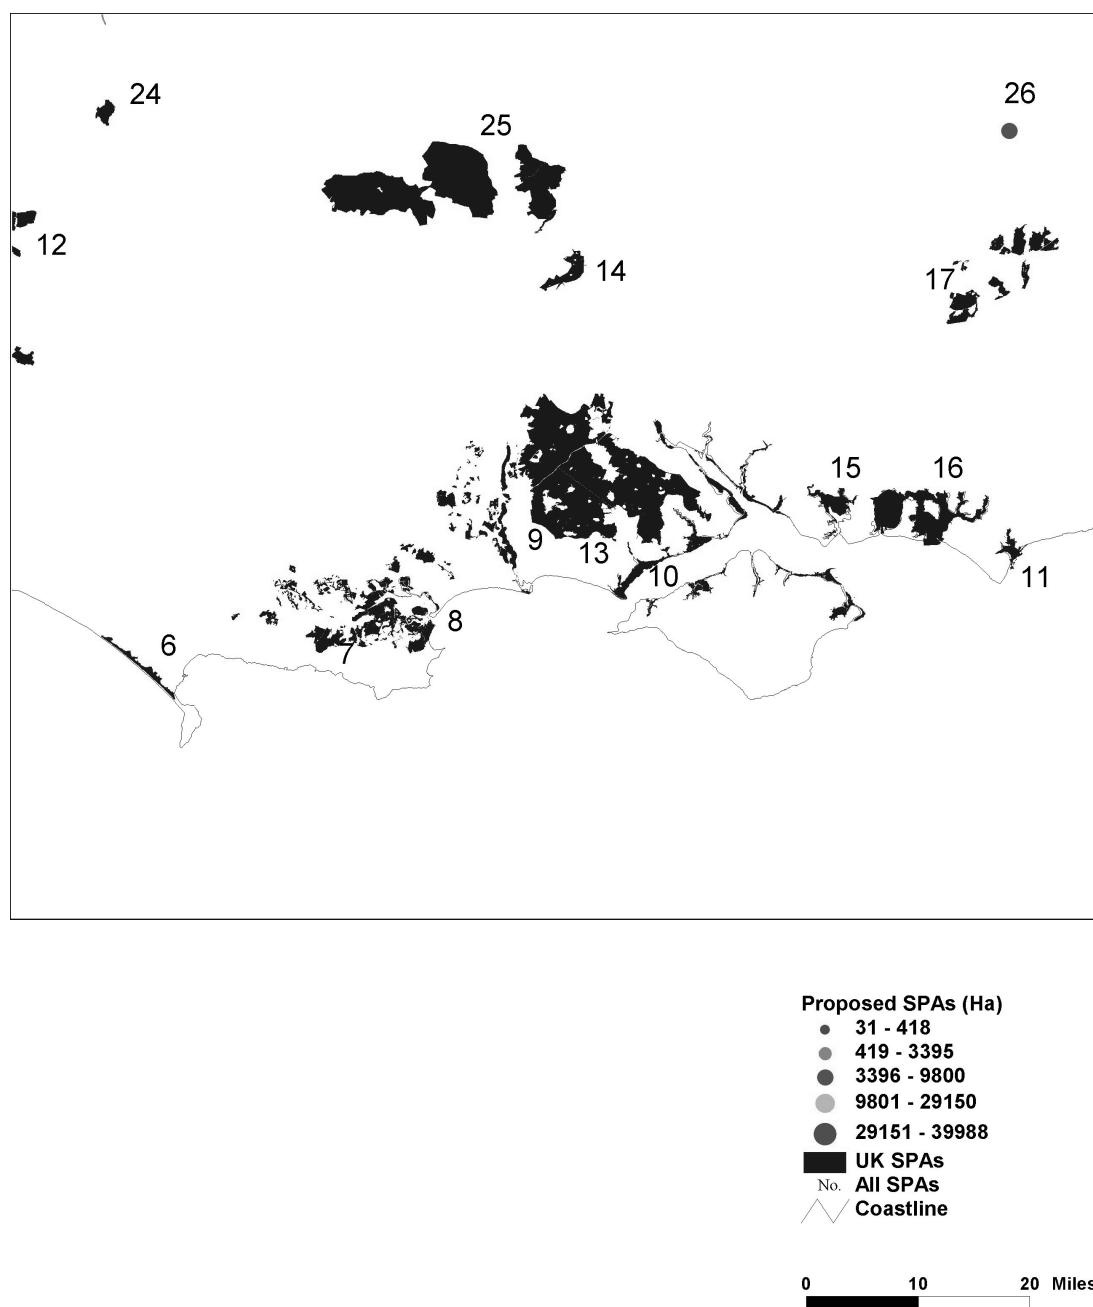 24
26
25
12
14
17
15
16
9
13
10
11
8
6
7
Proposed SPAs (Ha)
31 - 418
419 - 3395
3396 - 9800
9801 - 29150
29151 - 39988
UK SPAs
No. All SPAs
Coastline
0 10 20 Miles